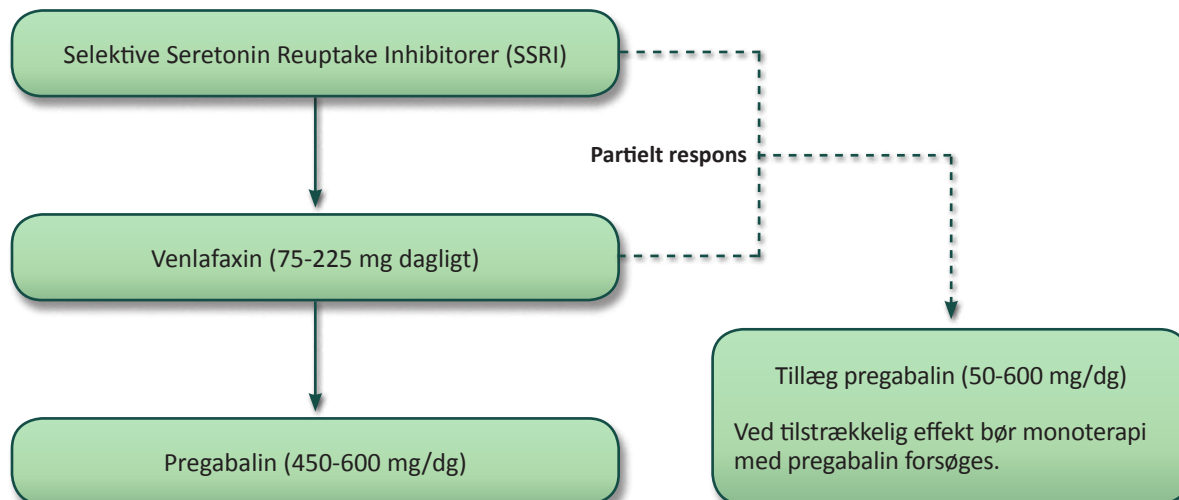 Selektive Seretonin Reuptake Inhibitorer (SSRI)
Partielt respons
Venlafaxin (75-225 mg dagligt)
Tillæg pregabalin (50-600 mg/dg)
Ved tilstrækkelig effekt bør monoterapi
med pregabalin forsøges.
Pregabalin (450-600 mg/dg)